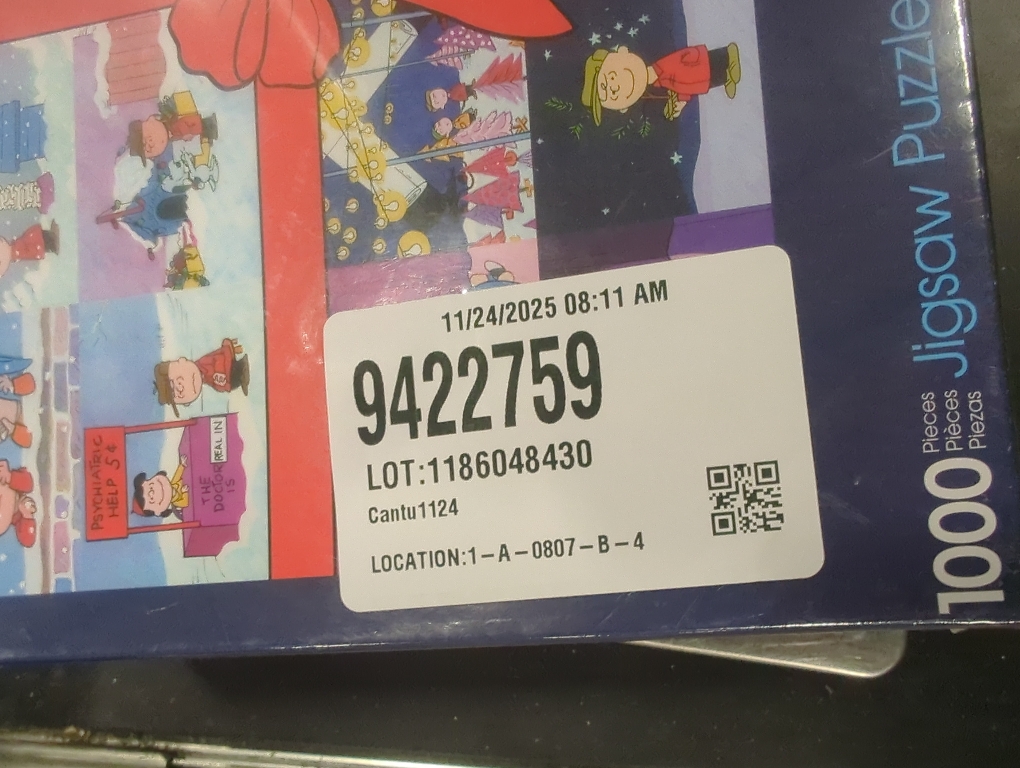 11/24/2025 08:11 AM
9422759
LOT:1186048430
Cantu1124
LOCATION:1-A-0807-B-4
PSYCHIATRIC
HELP 5¢
THE
DOCTOR
IS
REAL IN
1000
Pieces
Pièces
Piezas
Jigsaw Puzzle